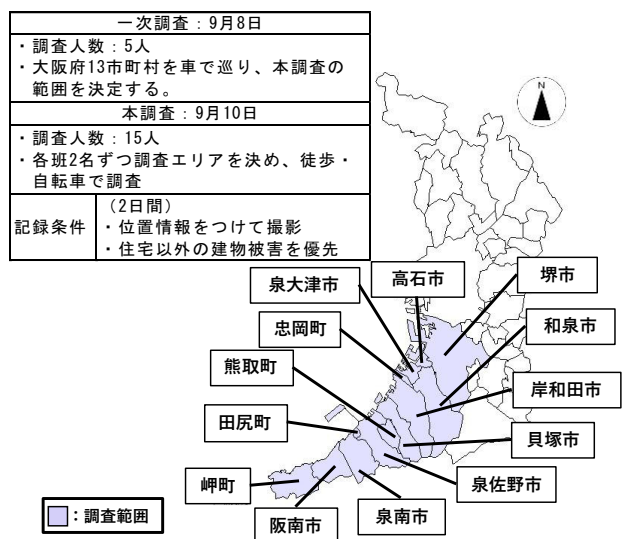 一次調査：9月8日
・調査人数：5人
・大阪府13市町村を車で巡り、本調査の
範囲を決定する。
本調査：9月10日
・調査人数：15人
・各班2名ずつ調査エリアを決め、徒歩・
自転車で調査
記録条件
（2日間）
・位置情報をつけて撮影
・住宅以外の建物被害を優先
N
高石市
堺市
泉大津市
和泉市
忠岡町
熊取町
岸和田市
田尻町
貝塚市
岬町
泉佐野市
阪南市
泉南市
：調査範囲